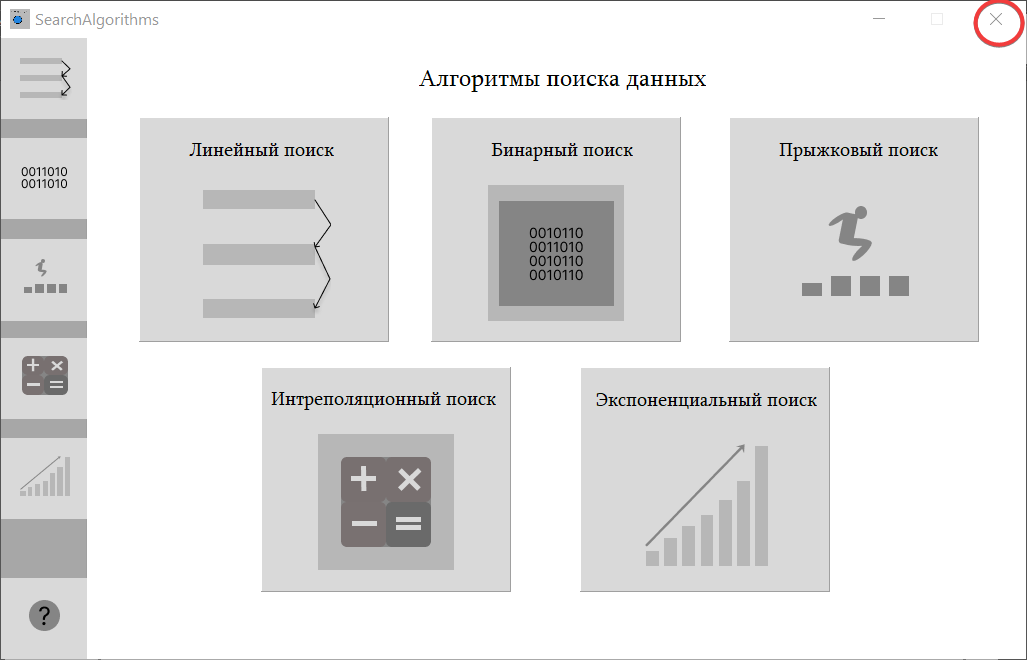 SearchAlgorithms
Алгоритмы поиска данных
0011010
0011010
Линейный поиск
Бинарный поиск
0010110
0011010
0010110
0010110
Прыжковый поиск
Интреполяционный поиск
+ ×
− =
Экспоненциальный поиск
+ ×
− =
?